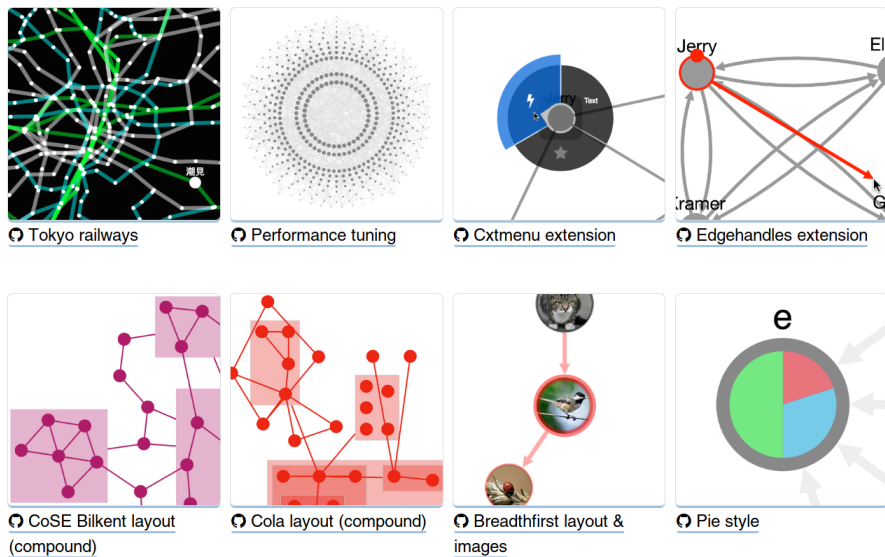 潮見
Text
Jerry
Jerry
El
Kramer
G
Tokyo railways
Performance tuning
Cxtmenu extension
Edgehandles extension
e
CoSE Bilkent layout
(compound)
Cola layout (compound)
Breadthfirst layout &
images
Pie style